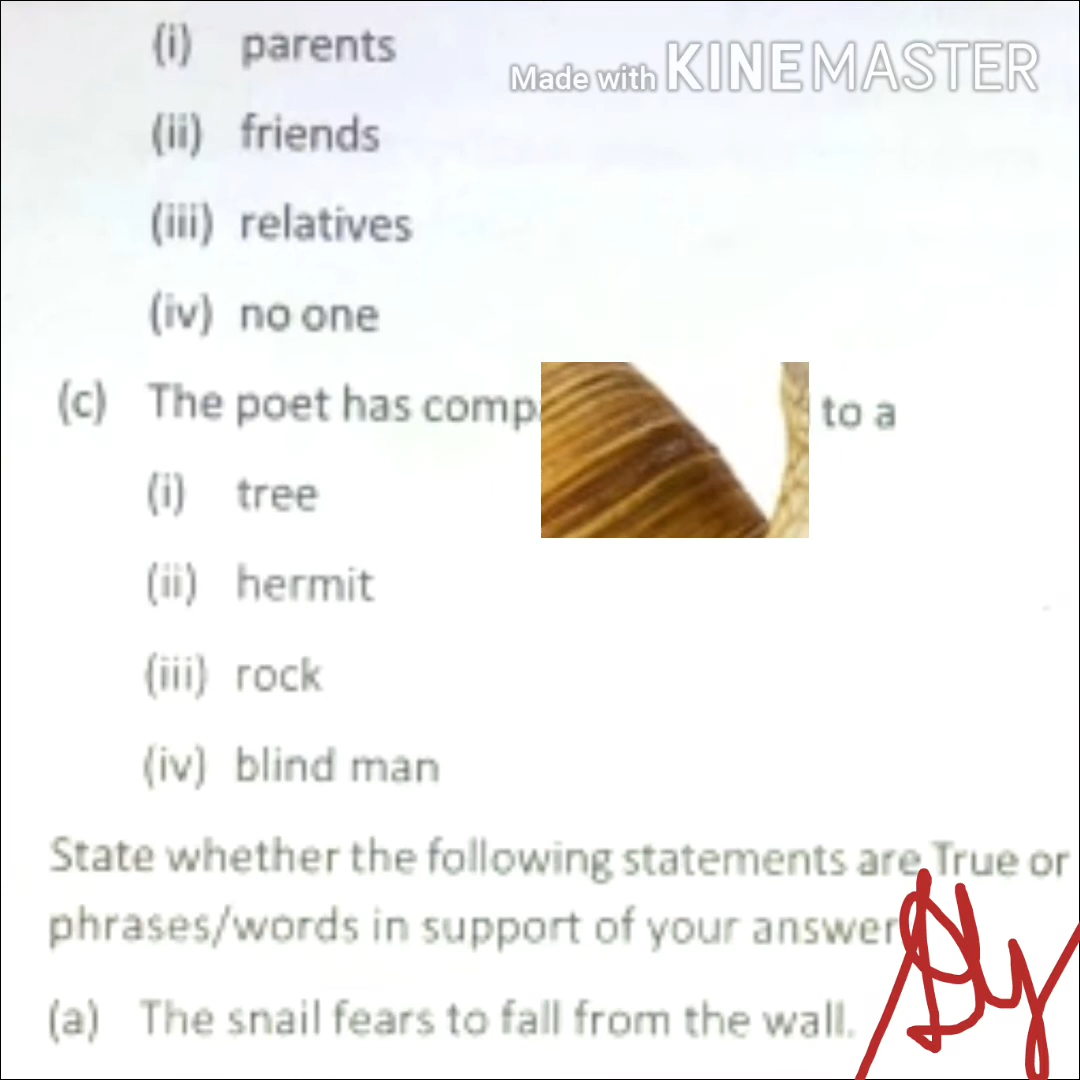 (i) parents
Made with KINEMASTER
(ii) friends
(iii) relatives
(iv) no one
(c) The poet has comp to a
(i) tree
(ii) hermit
(iii) rock
(iv) blind man
State whether the following statements are True or
phrases/words in support of your answer
(a) The snail fears to fall from the wall.